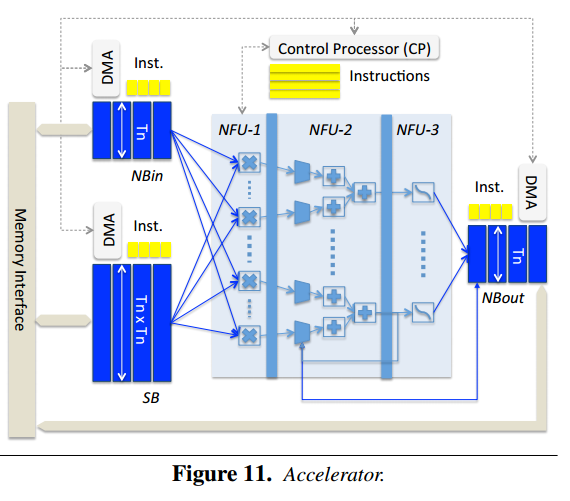 Control Processor (CP)
DMA
Inst.
Instructions
DMA
Tn
NBin
NFU-1
NFU-2
NFU-3
Inst.
DMA
Tn
NBout
Memory Interface
DMA
Inst.
Tn x Tn
SB
Figure 11. Accelerator.